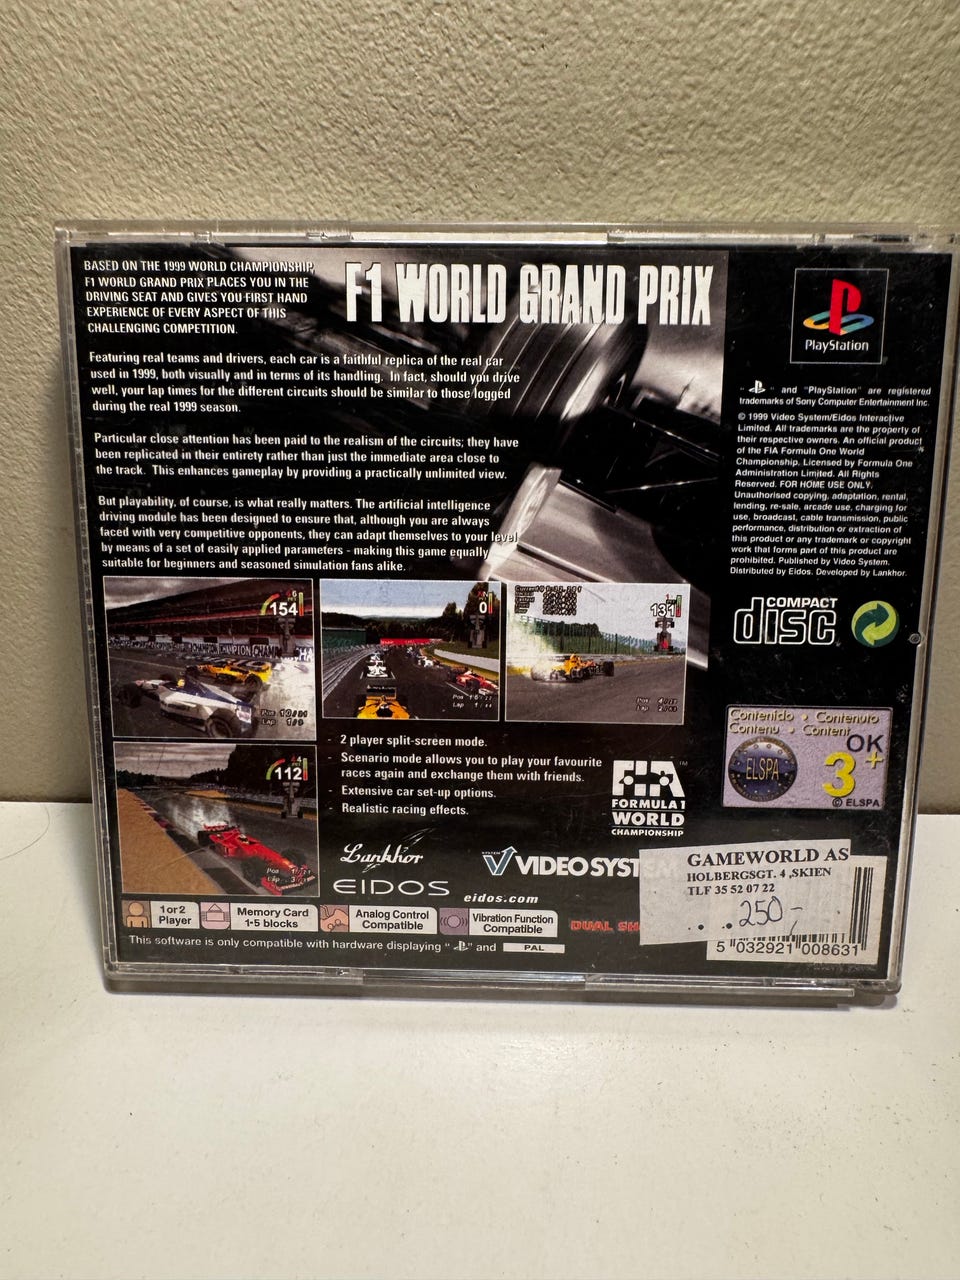 BASED ON THE 1999 WORLD CHAMPIONSHIP,
F1 WORLD GRAND PRIX PLACES YOU IN THE
DRIVING SEAT AND GIVES YOU FIRST HAND
EXPERIENCE OF EVERY ASPECT OF THIS
CHALLENGING COMPETITION.
F1 WORLD GRAND PRIX
Featuring real teams and drivers, each car is a faithful replica of the real car
used in 1999, both visually and in terms of its handling. In fact, should you drive
well, your lap times for the different circuits should be similar to those logged
during the real 1999 season.
Particular close attention has been paid to the realism of the circuits; they have
been replicated in their entirety rather than just the immediate area close to
the track. This enhances gameplay by providing a practically unlimited view.
But playability, of course, is what really matters. The artificial intelligence
driving module has been designed to ensure that, although you are always
faced with very competitive opponents, they can adapt themselves to your level
by means of a set of easily applied parameters - making this game equally
suitable for beginners and seasoned simulation fans alike.
PlayStation
" " and "PlayStation" are registered
trademarks of Sony Computer Entertainment Inc.
© 1999 Video System/Eidos Interactive
Limited. All trademarks are the property of
their respective owners. An official product
of the FIA Formula One World
Championship. Licensed by Formula One
Administration Limited. All Rights
Reserved. FOR HOME USE ONLY.
Unauthorised copying, adaptation, rental,
lending, re-sale, arcade use, charging for
use, broadcast, cable transmission, public
performance, distribution or extraction of
this product or any trademark or copyright
work that forms part of this product are
prohibited. Published by Video System.
Distributed by Eidos. Developed by Lankhor.
COMPACT
disc
154
Pos
Lap
0
Pos
Lap
131
Pos
Lap
112
Pos
Lap
- 2 player split-screen mode.
- Scenario mode allows you to play your favourite
races again and exchange them with friends.
- Extensive car set-up options.
- Realistic racing effects.
FIA TM
FORMULA 1
WORLD
CHAMPIONSHIP
Contenido • Contenuto
Contenu • Content
OK
3+
ELSPA
© ELSPA
Lankhor
EIDOS
SYSTEM
VIDEO SYST
eidos.com
GAMEWORLD AS
HOLBERGSGT. 4 ,SKIEN
TLF 35 52 07 22
250,-
5 032921 008631
1 or 2
Player
Memory Card
1-5 blocks
Analog Control
Compatible
Vibration Function
Compatible
DUAL SH
This software is only compatible with hardware displaying " " and PAL